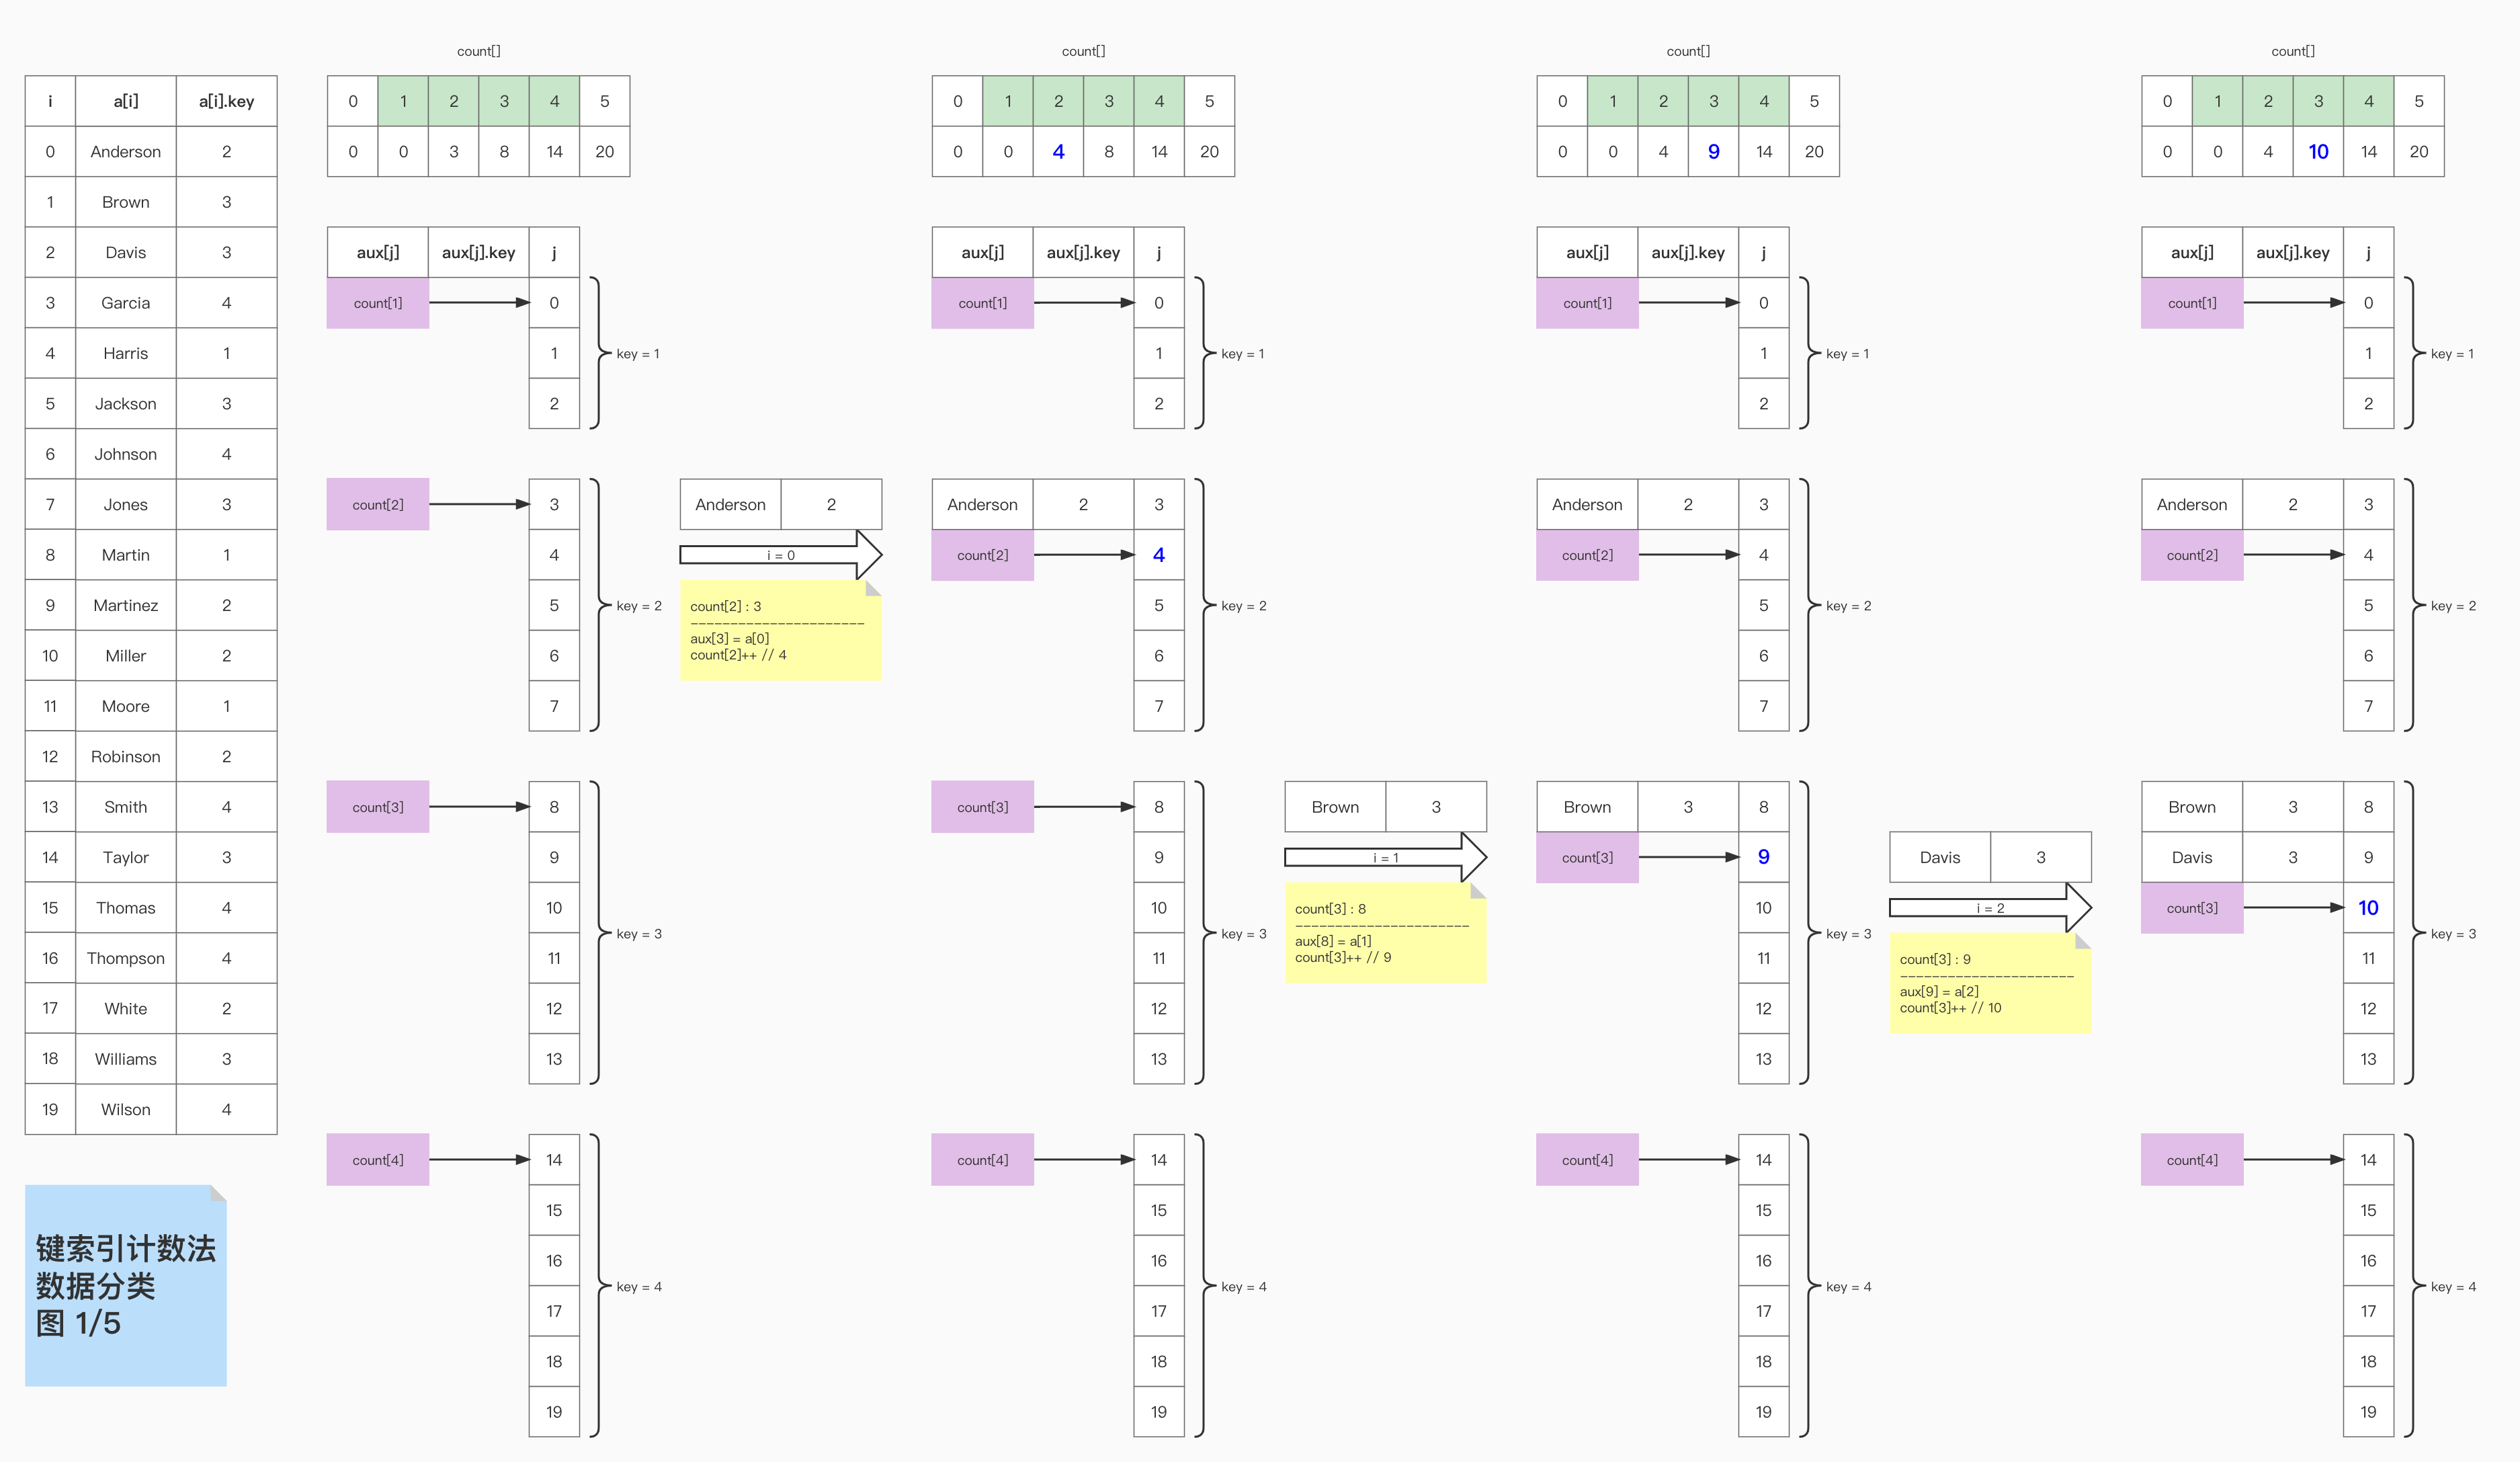 i a[i] a[i].key
0 Anderson 2
1 Brown 3
2 Davis 3
3 Garcia 4
4 Harris 1
5 Jackson 3
6 Johnson 4
7 Jones 3
8 Martin 1
9 Martinez 2
10 Miller 2
11 Moore 1
12 Robinson 2
13 Smith 4
14 Taylor 3
15 Thomas 4
16 Thompson 4
17 White 2
18 Williams 3
19 Wilson 4
键索引计数法
数据分类
图 1/5
count[]
0 1 2 3 4 5
0 0 3 8 14 20
aux[j] aux[j].key j
count[1] 0
1
2
key = 1
count[2] 3
4
5
6
7
key = 2
count[3] 8
9
10
11
12
13
key = 3
count[4] 14
15
16
17
18
19
key = 4
Anderson 2
i = 0
count[2] : 3
----------------------
aux[3] = a[0]
count[2]++ // 4
count[]
0 1 2 3 4 5
0 0 4 8 14 20
aux[j] aux[j].key j
count[1] 0
1
2
key = 1
Anderson 2 3
count[2] 4
5
6
7
key = 2
count[3] 8
9
10
11
12
13
key = 3
count[4] 14
15
16
17
18
19
key = 4
Brown 3
i = 1
count[3] : 8
----------------------
aux[8] = a[1]
count[3]++ // 9
count[]
0 1 2 3 4 5
0 0 4 9 14 20
aux[j] aux[j].key j
count[1] 0
1
2
key = 1
Anderson 2 3
count[2] 4
5
6
7
key = 2
Brown 3 8
count[3] 9
10
11
12
13
key = 3
count[4] 14
15
16
17
18
19
key = 4
Davis 3
i = 2
count[3] : 9
----------------------
aux[9] = a[2]
count[3]++ // 10
count[]
0 1 2 3 4 5
0 0 4 10 14 20
aux[j] aux[j].key j
count[1] 0
1
2
key = 1
Anderson 2 3
count[2] 4
5
6
7
key = 2
Brown 3 8
Davis 3 9
count[3] 10
11
12
13
key = 3
count[4] 14
15
16
17
18
19
key = 4